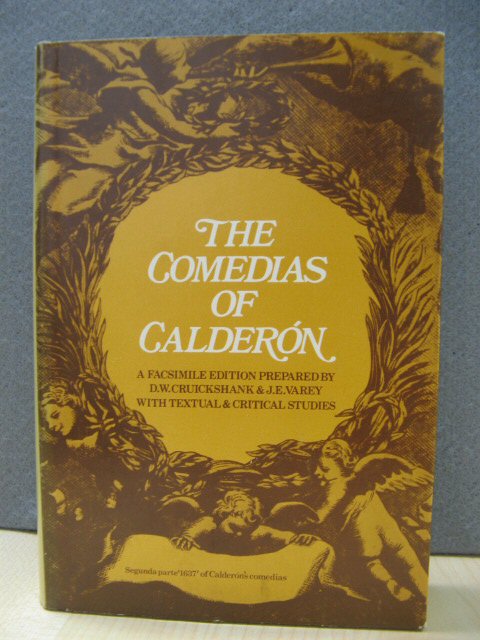 THE
COMEDIAS
OF
CALDERÓN
A FACSIMILE EDITION PREPARED BY
D.W. CRUICKSHANK & J.E. VAREY
WITH TEXTUAL & CRITICAL STUDIES
Segunda parte '1637' of Calderón's comedias